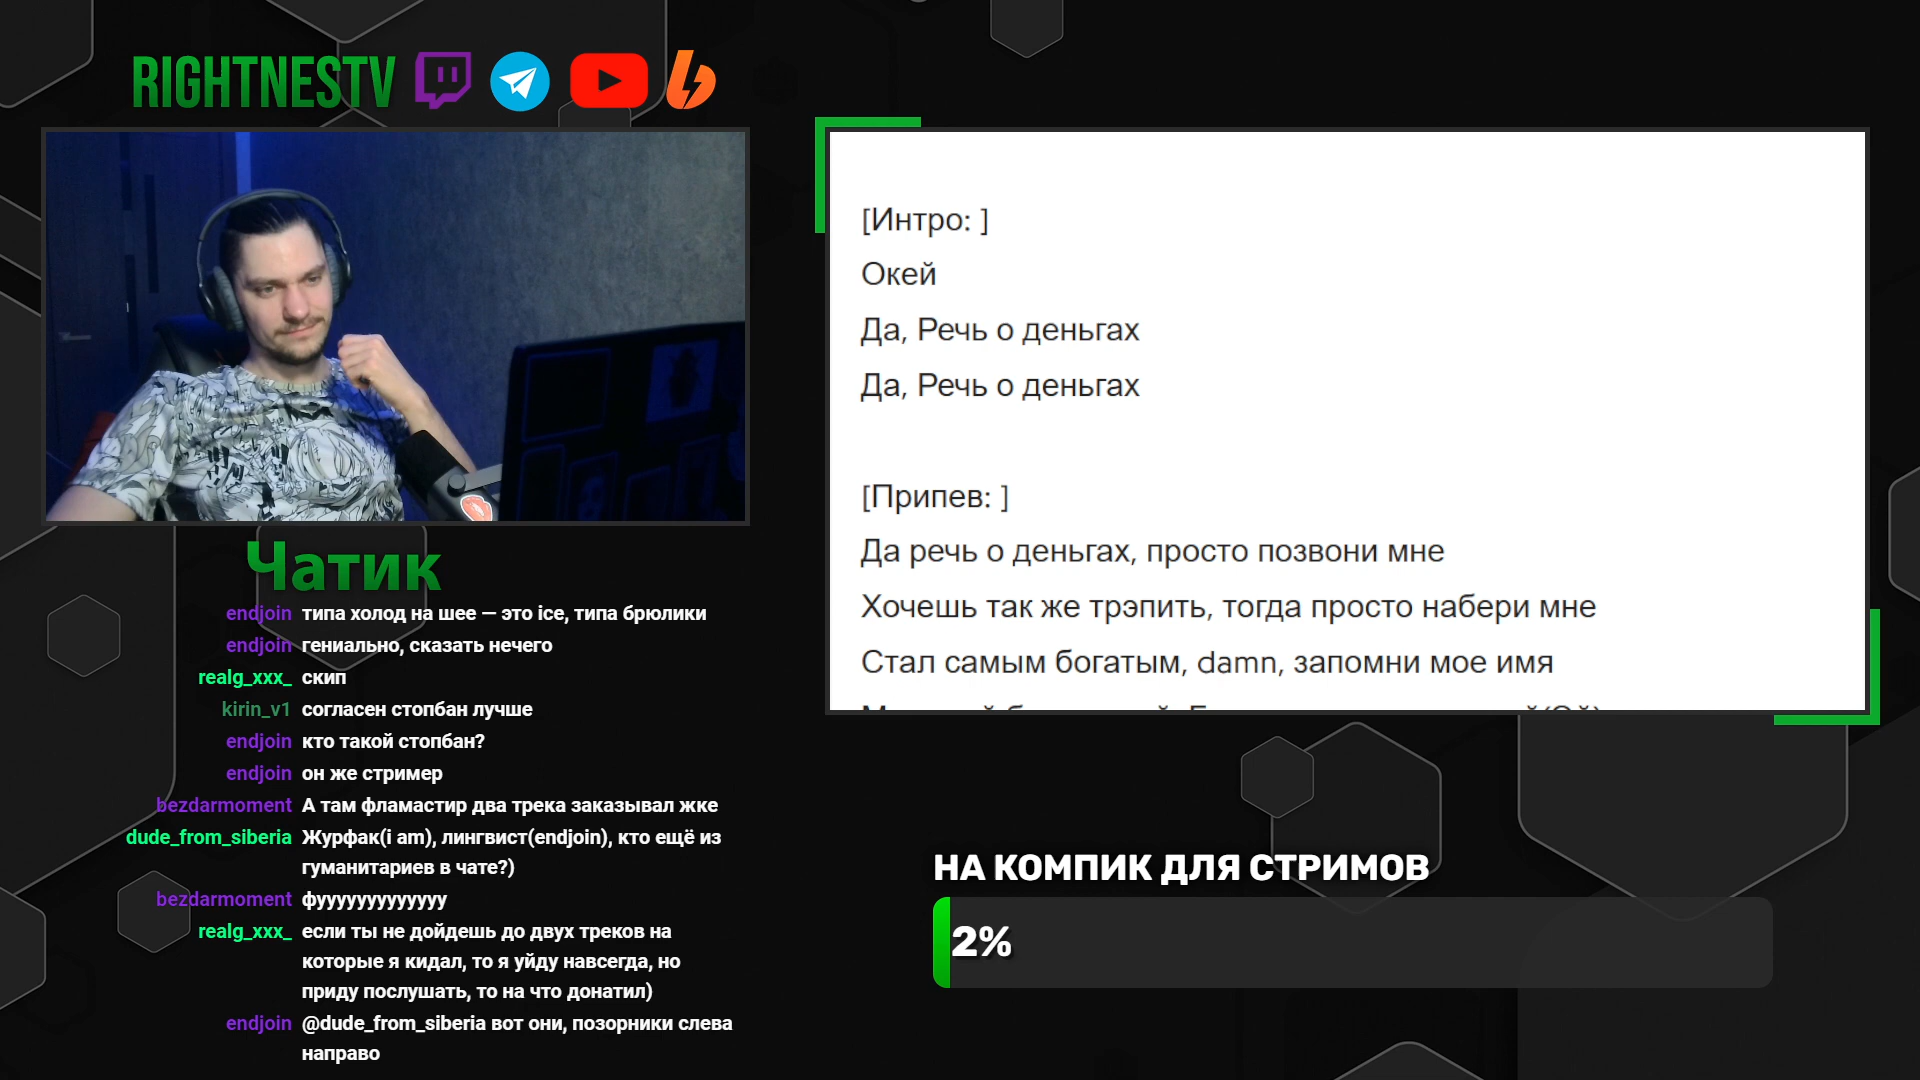 RIGHTNESTV
[Интро: ]
Окей
Да, Речь о деньгах
Да, Речь о деньгах
[Припев: ]
Да речь о деньгах, просто позвони мне
Хочешь так же трэпить, тогда просто набери мне
Стал самым богатым, damn, запомни мое имя
Чатик
endjoin типа холод на шее — это ice, типа брюлики
endjoin гениально, сказать нечего
realg_xxx_ скип
kirin_v1 согласен стопбан лучше
endjoin кто такой стопбан?
endjoin он же стример
bezdarmoment А там фламастир два трека заказывал жке
dude_from_siberia Журфак(i am), лингвист(endjoin), кто ещё из
гуманитариев в чате?)
bezdarmoment фууууууууууууу
realg_xxx_ если ты не дойдешь до двух треков на
которые я кидал, то я уйду навсегда, но
приду послушать, то на что донатил)
endjoin @dude_from_siberia вот они, позорники слева
направо
НА КОМПИК ДЛЯ СТРИМОВ
2%